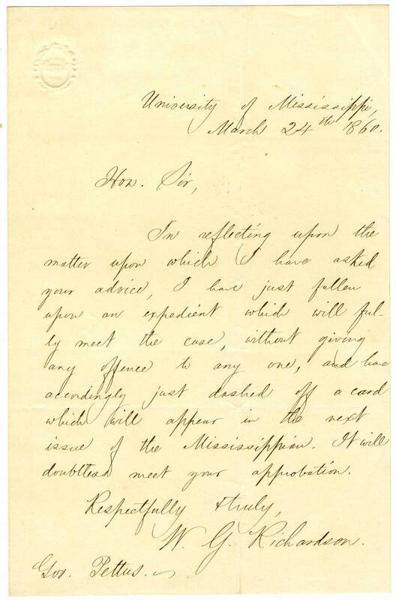 University of Mississippi,
March 24th 1860.
Hon. Sir,
In reflecting upon the
matter upon which I have asked
your advice, I have just fallen
upon an expedient which will ful-
ly meet the case, without giving
any offence to any one, and have
accordingly just dashed off a card
which will appear in the next
issue of the Mississippian. It will
doubtless meet your approbation.
Respectfully & truly,
W. G. Richardson.
Gov. Pettus.